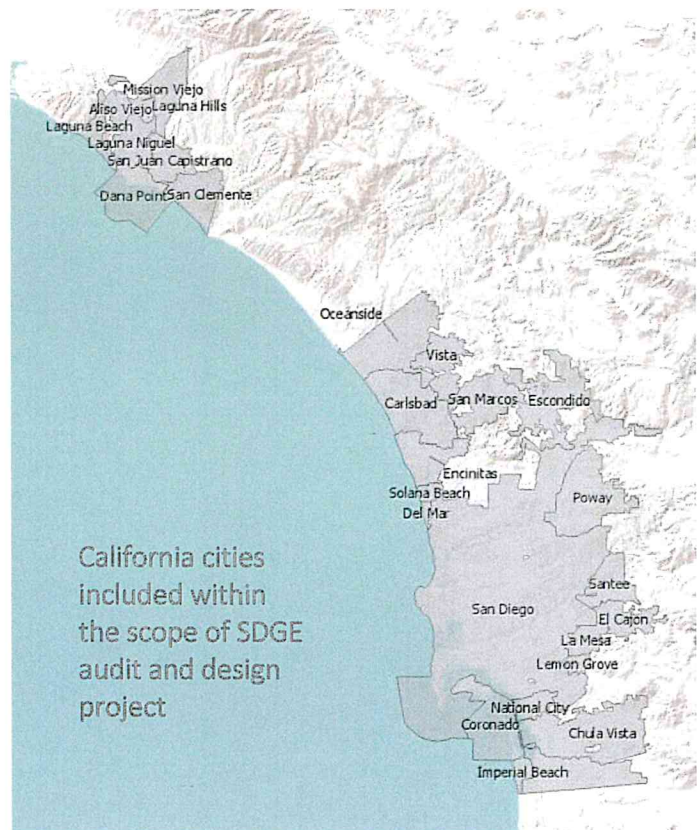 Mission Vjejo
Aliso Viejo
Laguna Hills
Laguna Beach
Laguna Niguel
San Juan Capistrano
Dana Point
San Clemente
Oceanside
Vista
Carlsbad
San Marcos
Escondido
Encinitas
Solana Beach
Del Mar
Poway
California cities
included within
the scope of SDGE
audit and design
project
Santee
San Diego
El Cajon
La Mesa
Lemon Grove
National City
Coronado
Chula Vista
Imperial Beach